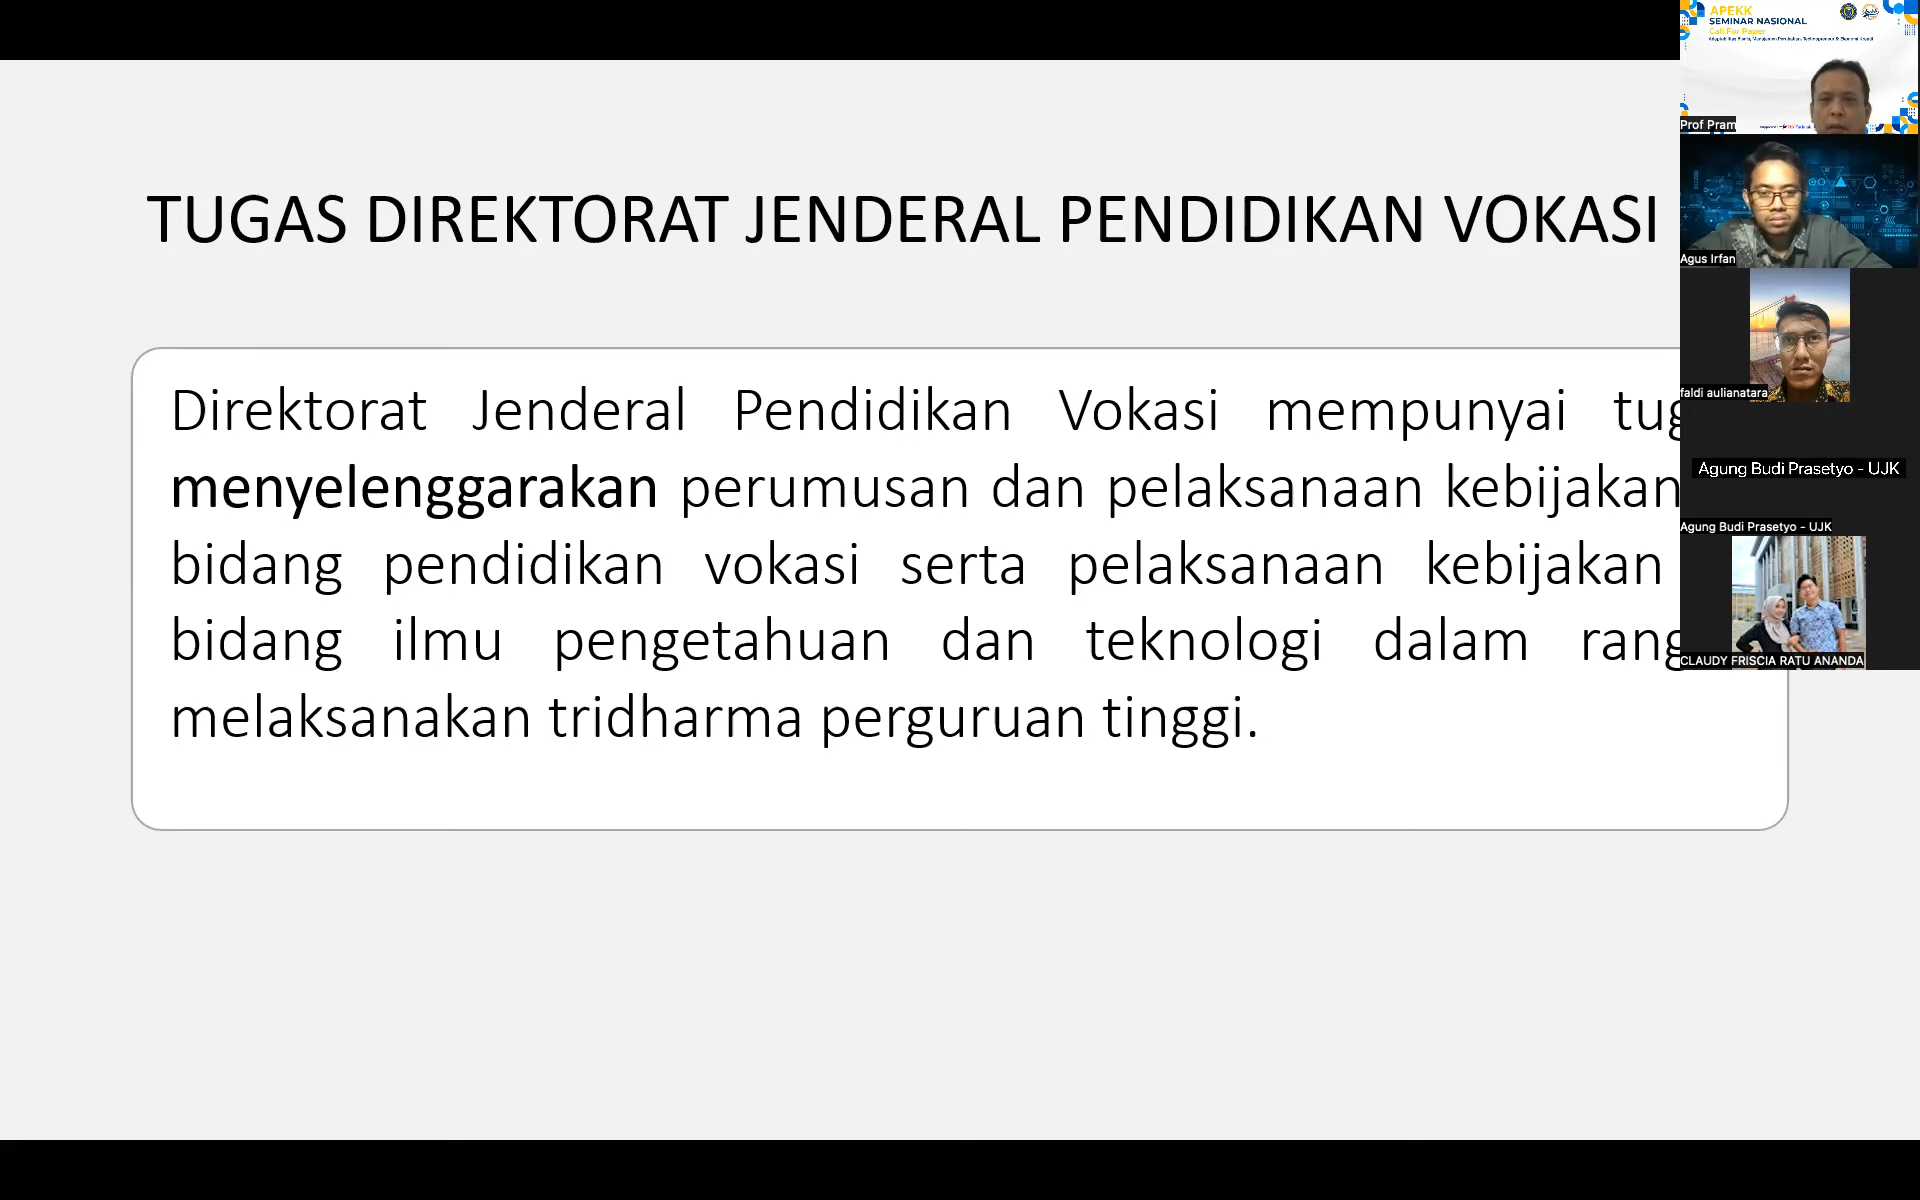 TUGAS DIREKTORAT JENDERAL PENDIDIKAN VOKASI
Direktorat Jenderal Pendidikan Vokasi mempunyai
menyelenggarakan perumusan dan pelaksanaan kebijakan
bidang pendidikan vokasi serta pelaksanaan kebijakan
bidang ilmu pengetahuan dan teknologi dalam
melaksanakan tridharma perguruan tinggi.
APEKK
SEMINAR NASIONAL
Call For Paper
Prof Pram
Agus Irfan
faldi aulianatara
Agung Budi Prasetyo - UJK
Agung Budi Prasetyo - UJK
CLAUDY FRISCIA RATU ANANDA